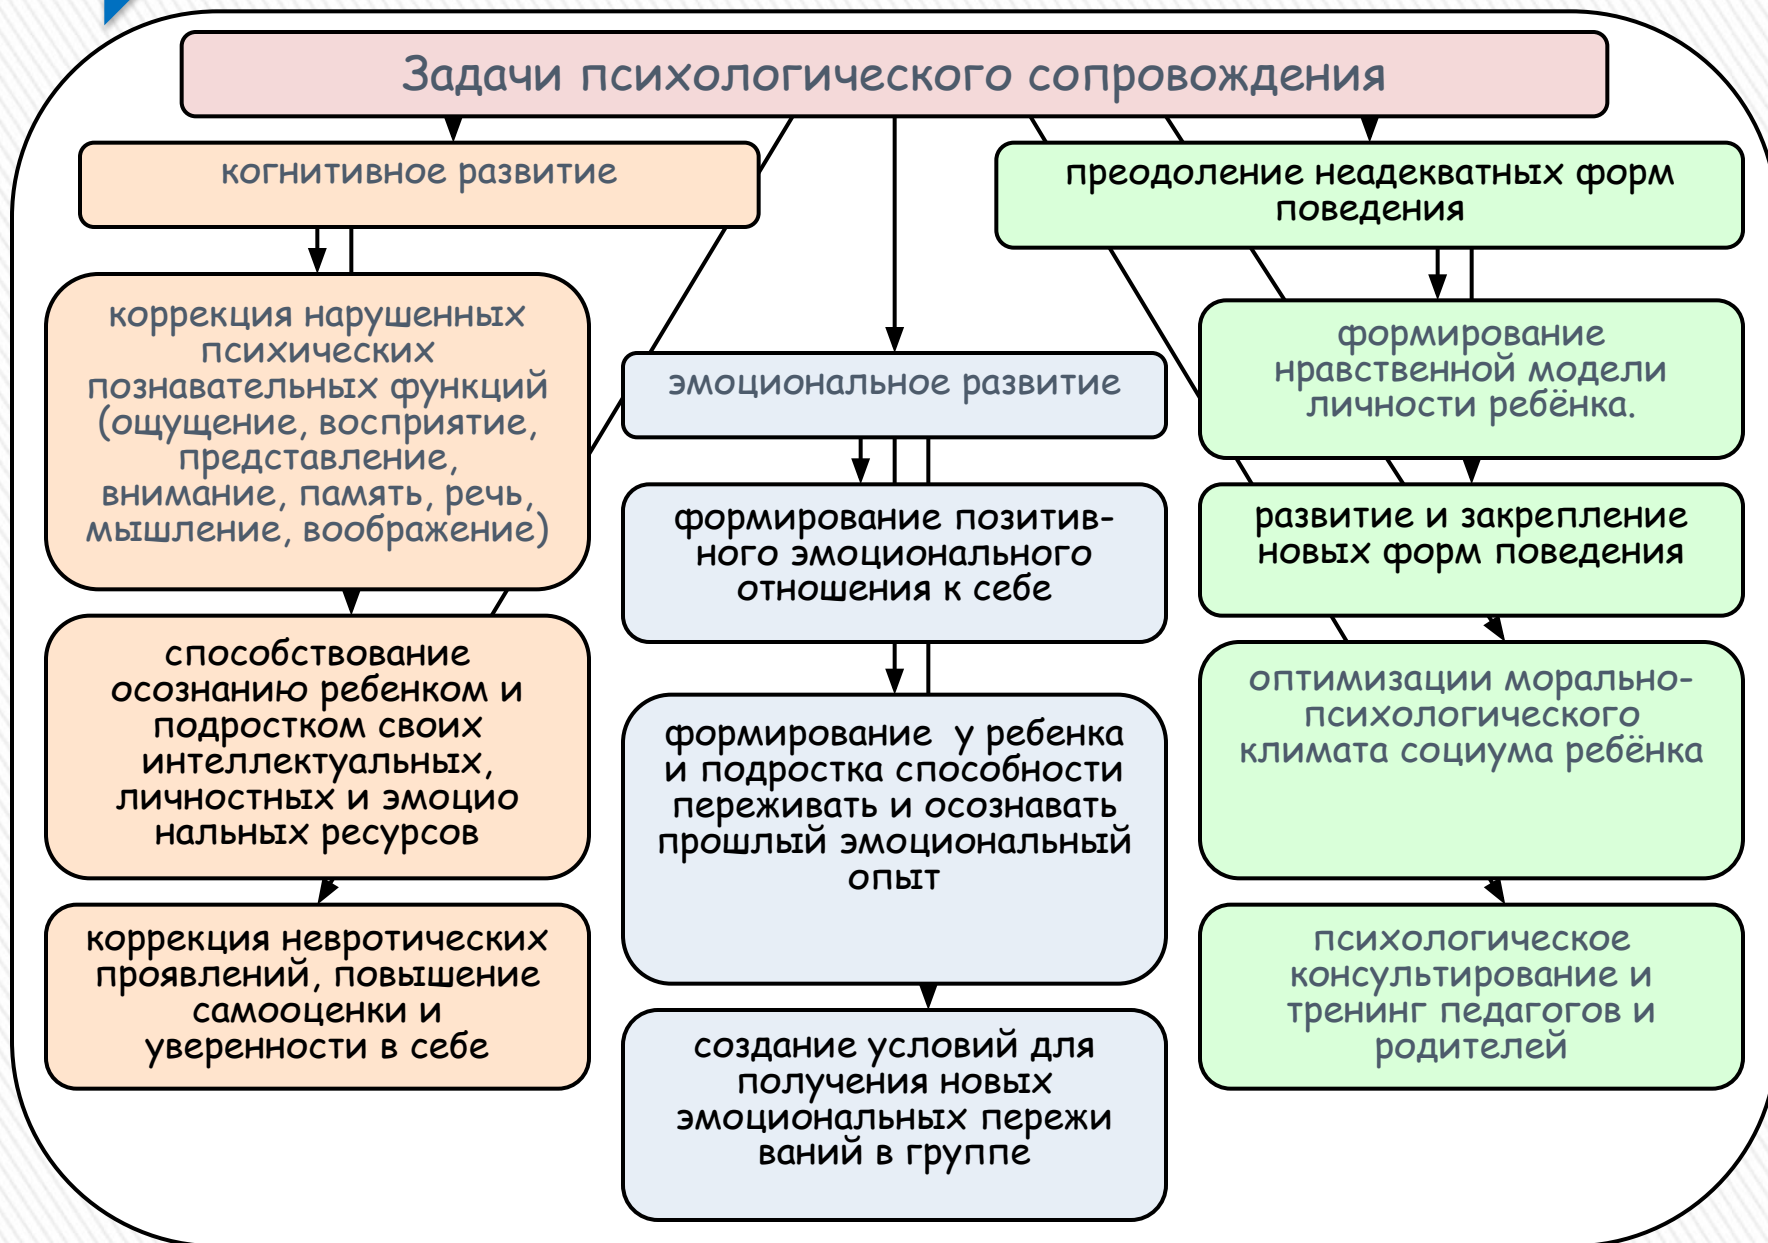 Задачи психологического сопровождения
когнитивное развитие
коррекция нарушенных
психических
познавательных функций
(ощущение, восприятие,
представление,
внимание, память, речь,
мышление, воображение)
способствование
осознанию ребенком и
подростком своих
интеллектуальных,
личностных и эмоцио
нальных ресурсов
коррекция невротических
проявлений, повышение
самооценки и
уверенности в себе
эмоциональное развитие
формирование позитив-
ного эмоционального
отношения к себе
формирование у ребенка
и подростка способности
переживать и осознавать
прошлый эмоциональный
опыт
создание условий для
получения новых
эмоциональных пережи
ваний в группе
преодоление неадекватных форм
поведения
формирование
нравственной модели
личности ребёнка.
развитие и закрепление
новых форм поведения
оптимизации морально-
психологического
климата социума ребёнка
психологическое
консультирование и
тренинг педагогов и
родителей